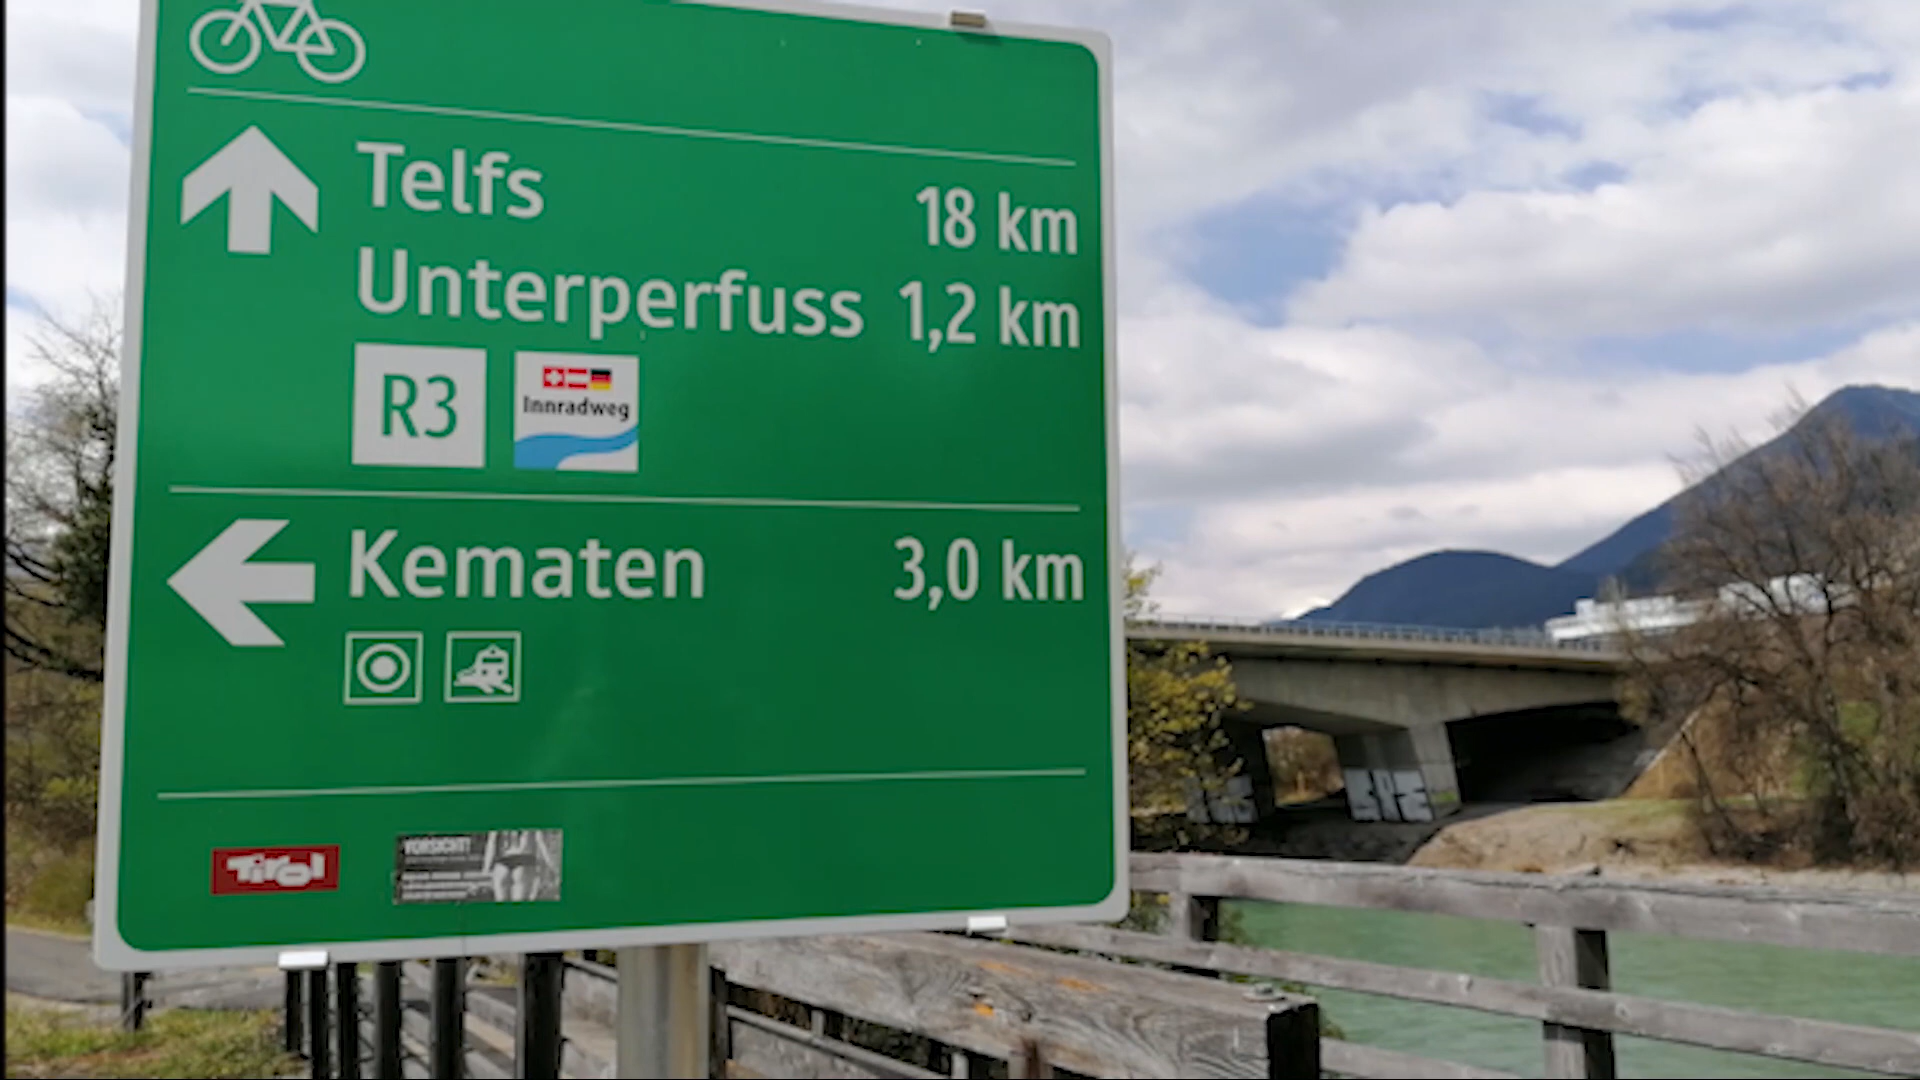 Telfs 18 km
Unterperfuss 1,2 km
R3 Innradweg
Kematen 3,0 km
Tirol VORSICHT!